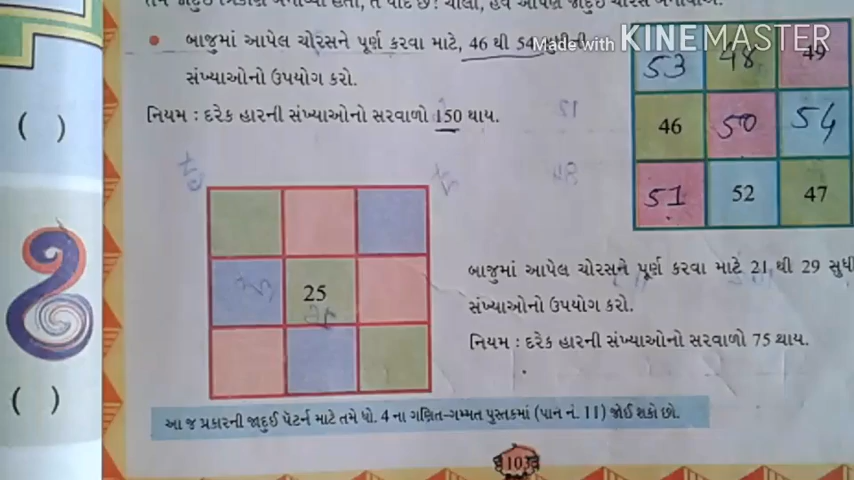 જાદુઈ
બાજુમાં આપેલ ચોરસને પૂર્ણ કરવા માટે, 46 થી 54
Made with KINEMASTER
સંખ્યાઓનો ઉપયોગ કરો.
નિયમ : દરેક હારની સંખ્યાઓનો સરવાળો 150 થાય.
53 48 49
46 50 54
51 52 47
25
બાજુમાં આપેલ ચોરસને પૂર્ણ કરવા માટે 21 થી 29 સુધી
સંખ્યાઓનો ઉપયોગ કરો.
નિયમ : દરેક હારની સંખ્યાઓનો સરવાળો 75 થાય.
આ જ પ્રકારની જાદુઈ પૅટર્ન માટે તમે ધો. 4 ના ગણિત-ગમ્મત પુસ્તકમાં (પાન નં. 11) જોઈ શકો છો.
103